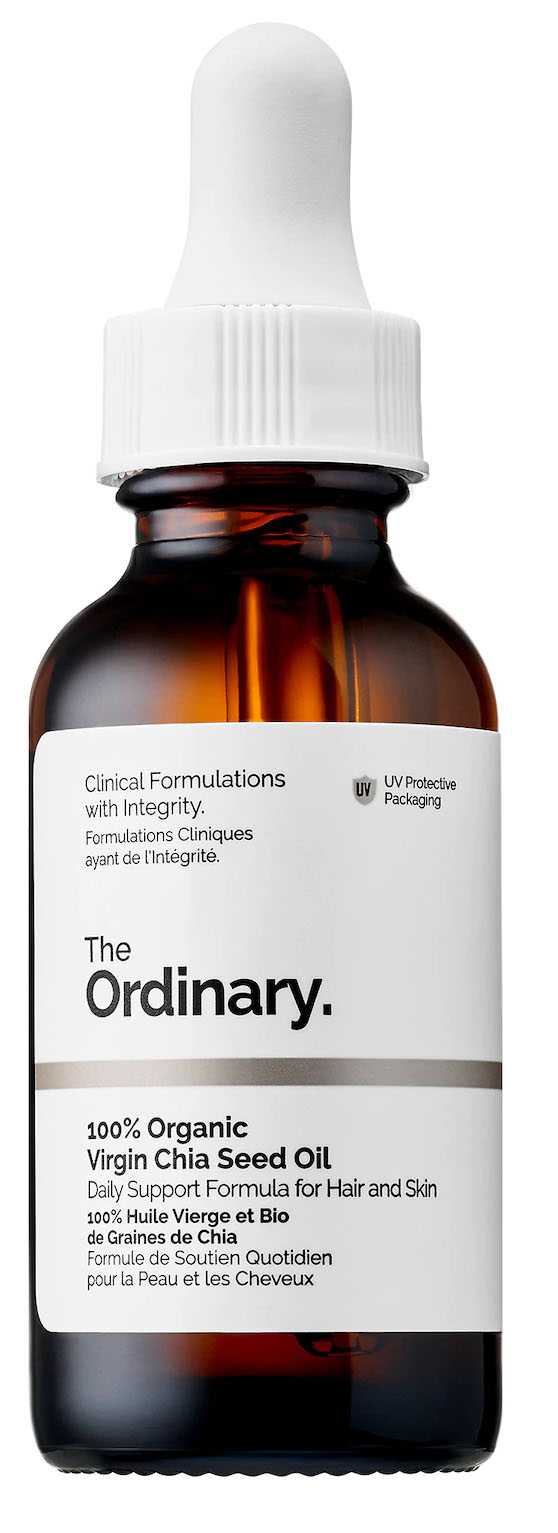 Clinical Formulations
with Integrity.
Formulations Cliniques
ayant de l'Intégrité.
UV
UV Protective
Packaging
The
Ordinary.
100% Organic
Virgin Chia Seed Oil
Daily Support Formula for Hair and Skin
100% Huile Vierge et Bio
de Graines de Chia
Formule de Soutien Quotidien
pour la Peau et les Cheveux